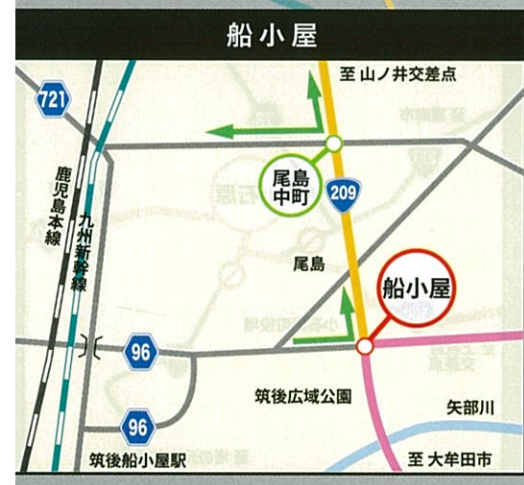 船小屋
至 山ノ井交差点
721
尾島
中町
209
鹿児島本線
九州新幹線
尾島
船小屋
96
筑後広域公園
矢部川
96
筑後船小屋駅
至 大牟田市